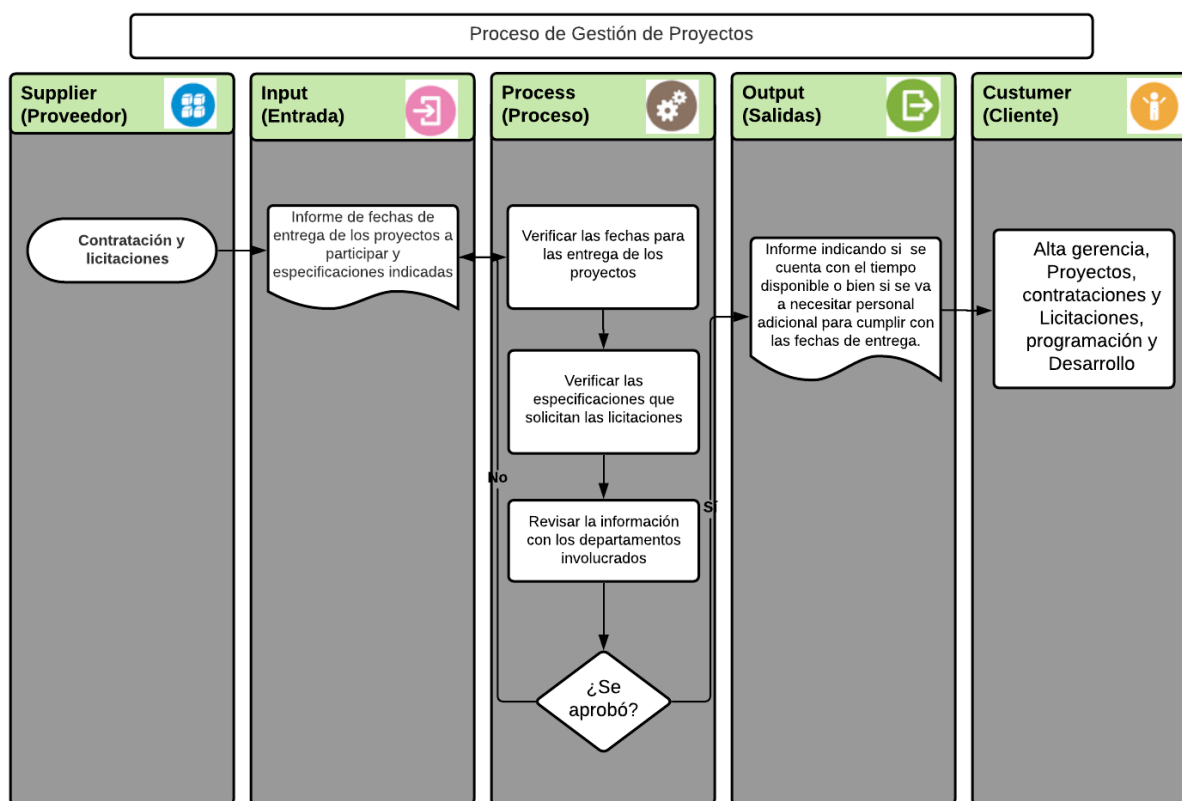 Proceso de Gestión de Proyectos
Supplier
(Proveedor)
Input
(Entrada)
Process
(Proceso)
Output
(Salidas)
Custumer
(Cliente)
Contratación y
licitaciones
Informe de fechas de
entrega de los proyectos a
participar y
especificaciones indicadas
Verificar las fechas para
las entrega de los
proyectos
Verificar las
especificaciones que
solicitan las licitaciones
Revisar la información
con los departamentos
involucrados
¿Se
aprobó?
No
Sí
Informe indicando si se
cuenta con el tiempo
disponible o bien si se va
a necesitar personal
adicional para cumplir con
las fechas de entrega.
Alta gerencia,
Proyectos,
contrataciones y
Licitaciones,
programación y
Desarrollo